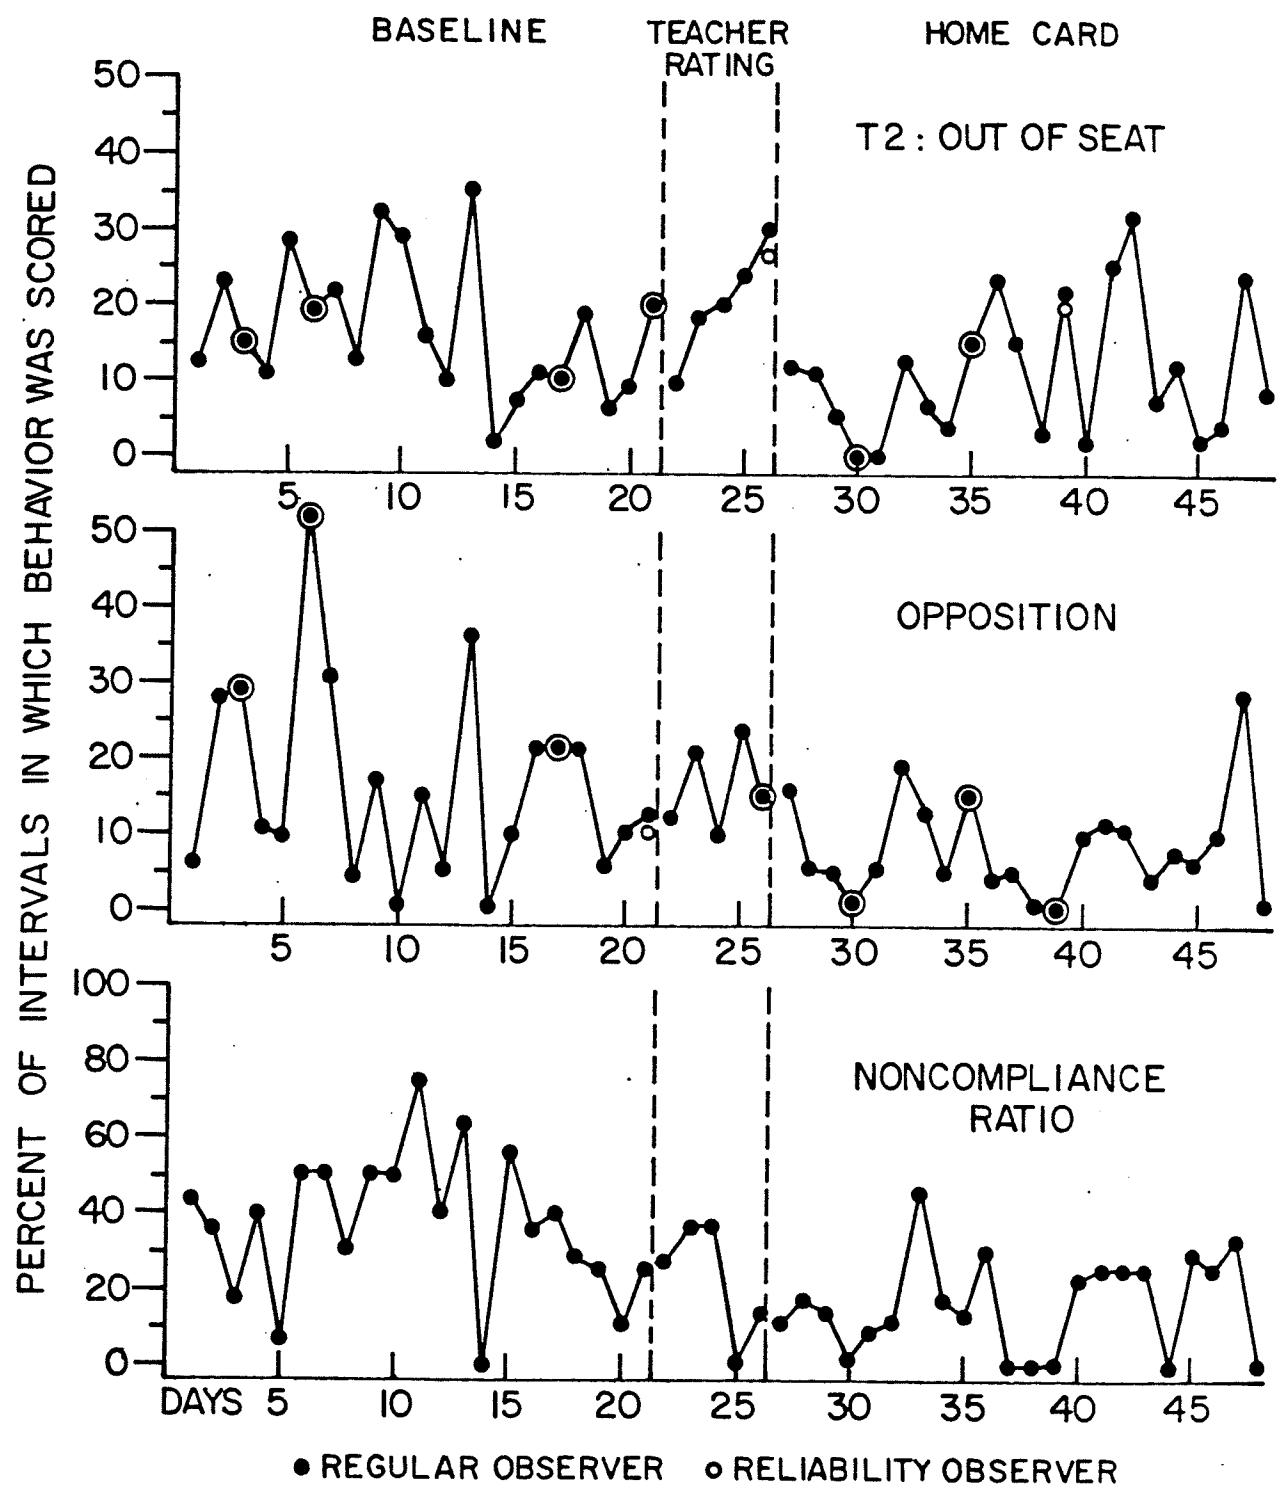 BASELINE
TEACHER
RATING
HOME CARD
T2: OUT OF SEAT
50
40
30
20
10
0
5 10 15 20 25 30 35 40 45
OPPOSITION
50
40
30
20
10
0
5 10 15 20 25 30 35 40 45
NONCOMPLIANCE
RATIO
100
80
60
40
20
0
DAYS 5 10 15 20 25 30 35 40 45
PERCENT OF INTERVALS IN WHICH BEHAVIOR WAS SCORED
REGULAR OBSERVER
RELIABILITY OBSERVER